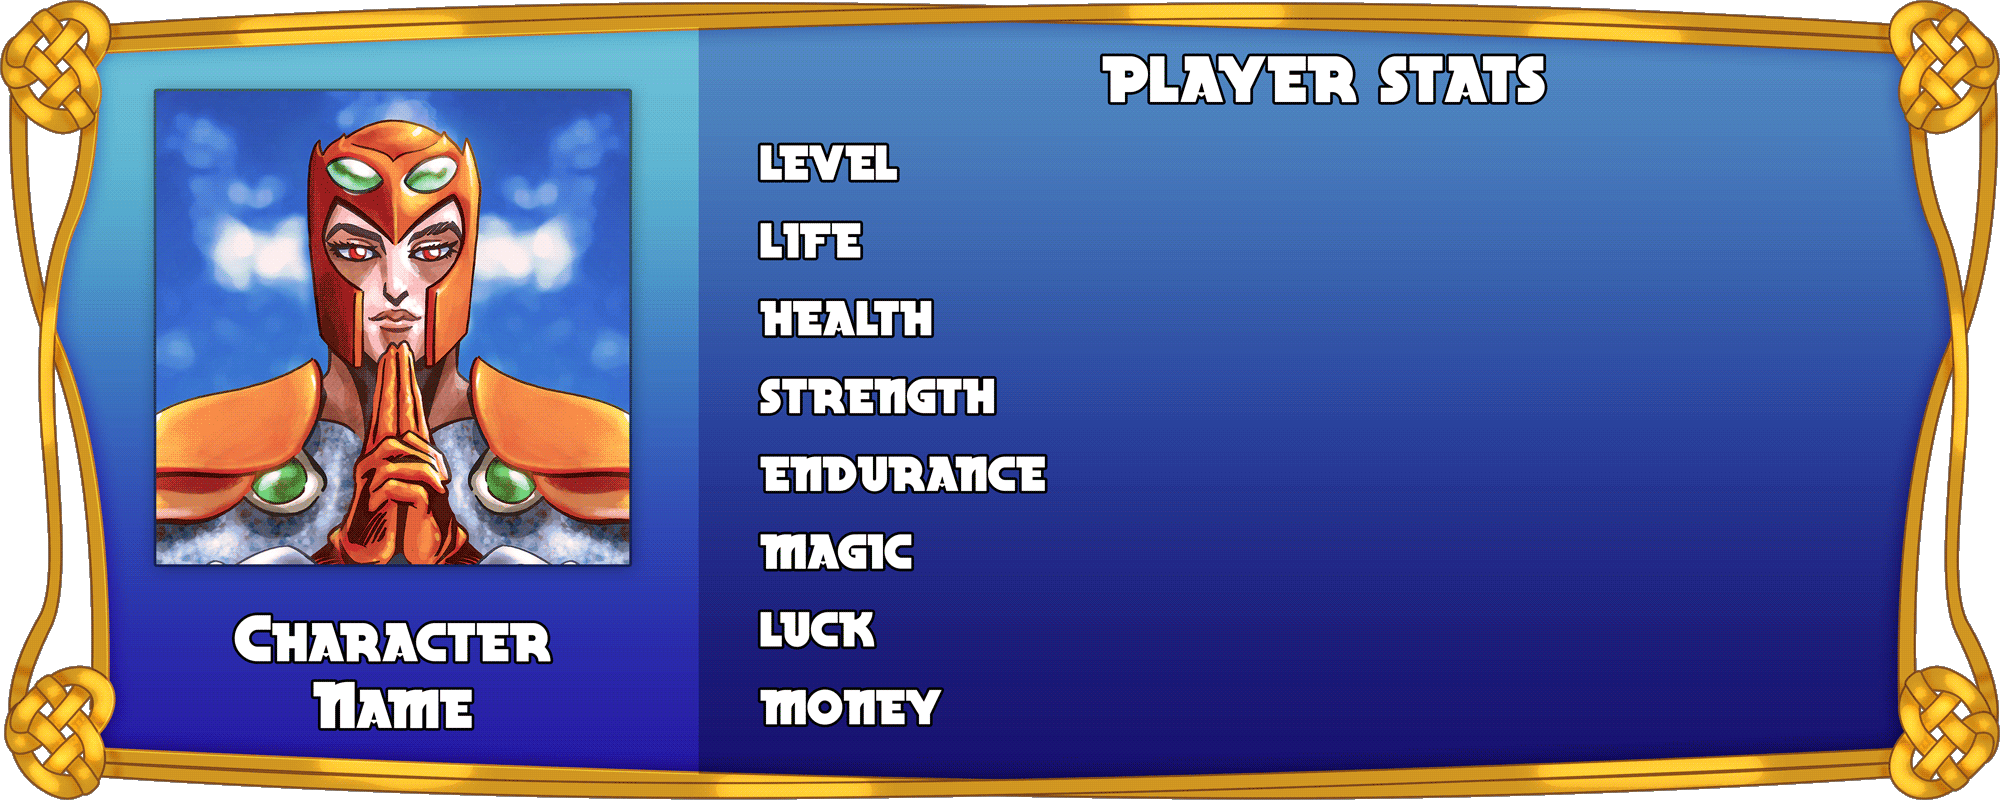 PLAYER STATS
LEVEL
LIFE
HEALTH
STRENGTH
ENDURANCE
MAGIC
LUCK
MONEY
CHARACTER
NAME